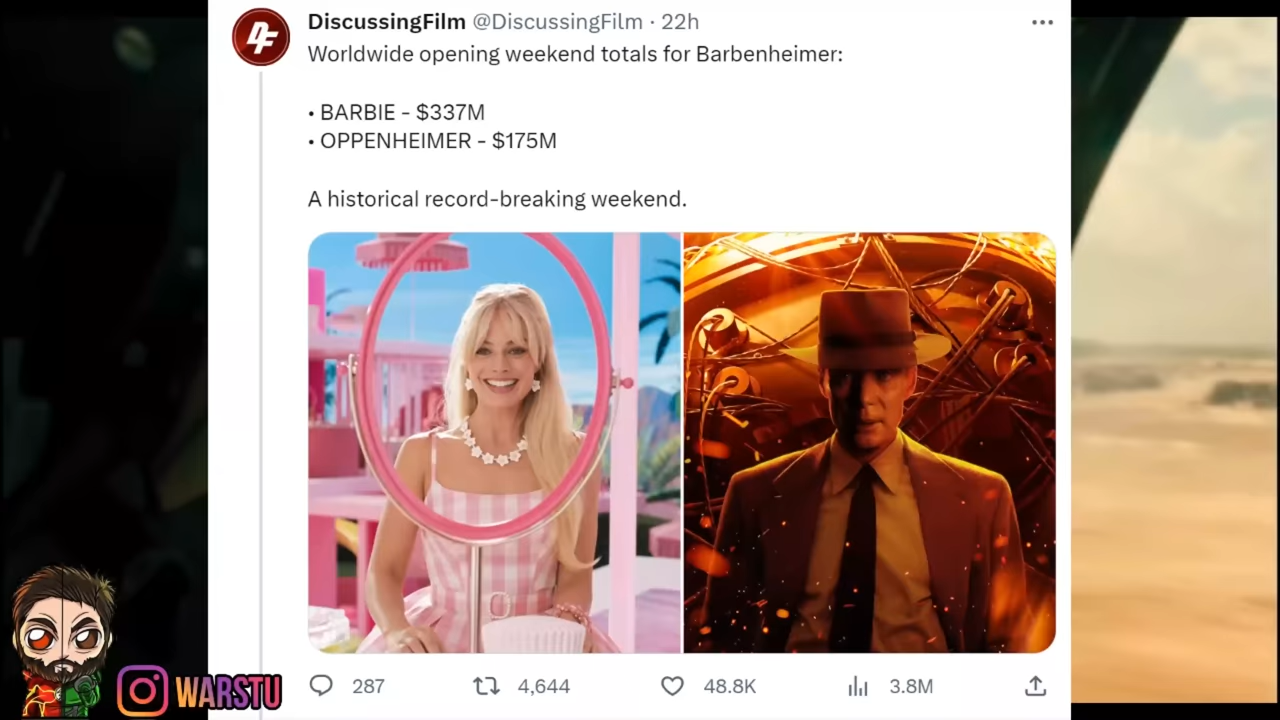 DiscussingFilm @DiscussingFilm · 22h
Worldwide opening weekend totals for Barbenheimer:
• BARBIE - $337M
• OPPENHEIMER - $175M
A historical record-breaking weekend.
287 4,644 48.8K 3.8M
WARSTU